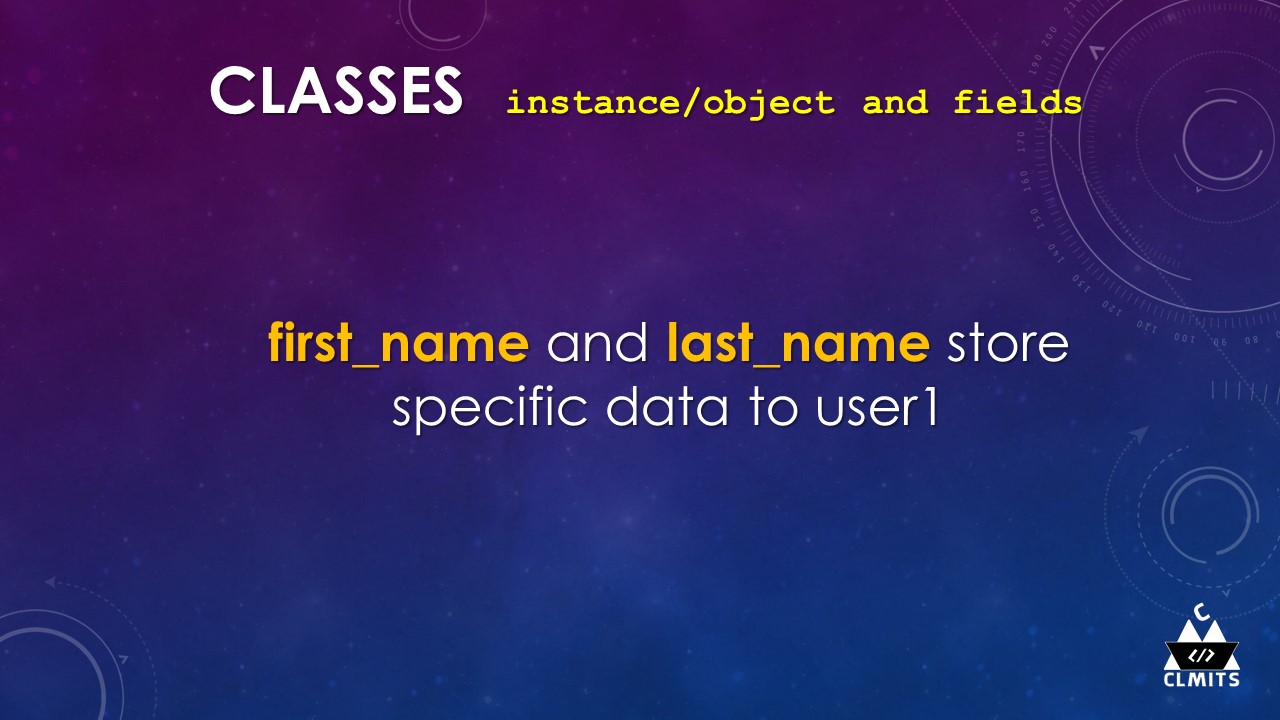 CLASSES instance/object and fields
first_name and last_name store
specific data to user1
C
</>
CLMITS